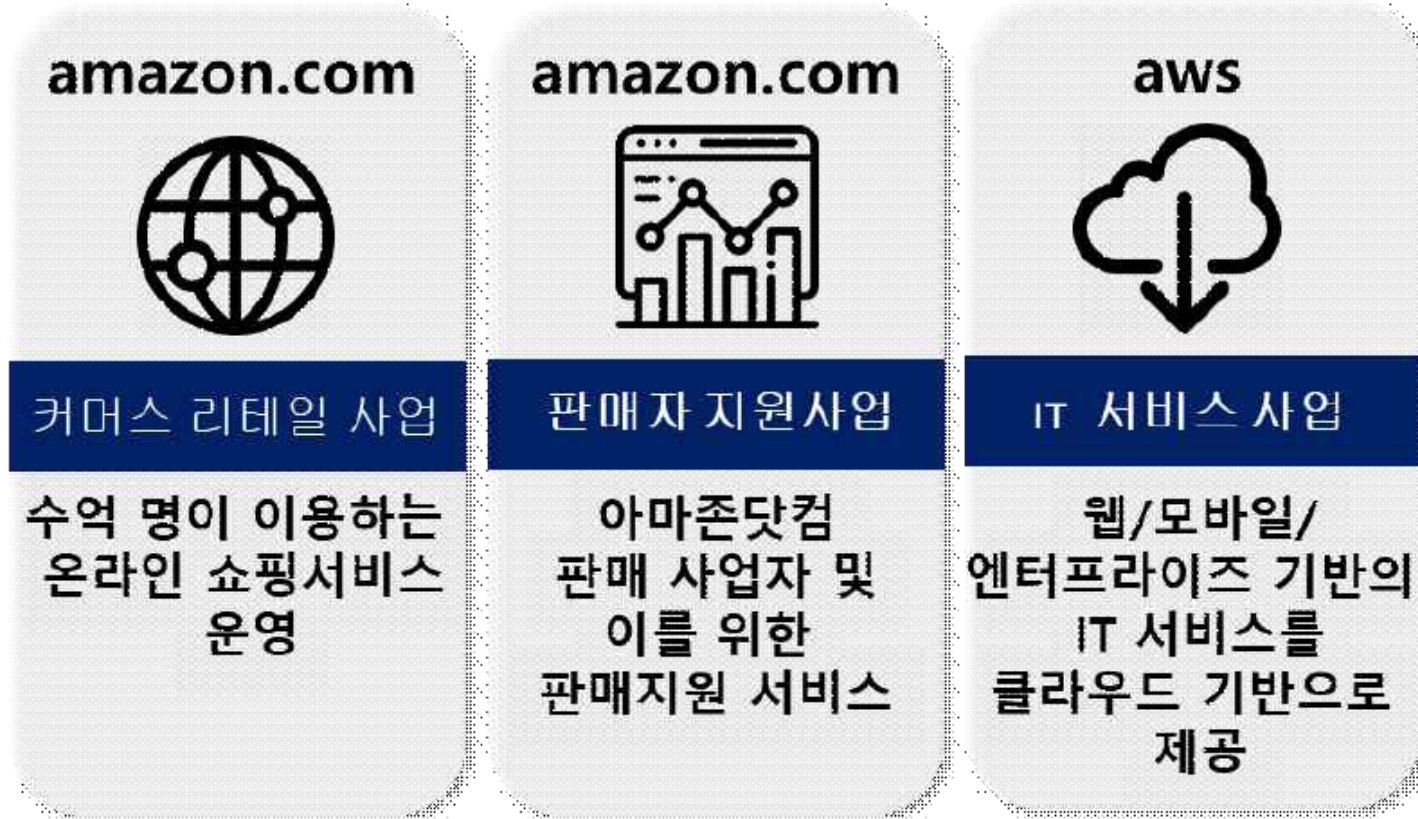 amazon.com
커머스 리테일 사업
수억 명이 이용하는
온라인 쇼핑서비스
운영
amazon.com
판매자 지원사업
아마존닷컴
판매 사업자 및
이를 위한
판매지원 서비스
aws
IT 서비스 사업
웹/모바일/
엔터프라이즈 기반의
IT 서비스를
클라우드 기반으로
제공